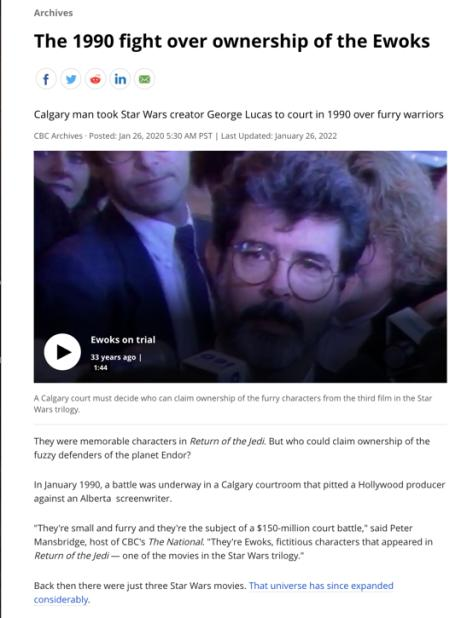 Archives
The 1990 fight over ownership of the Ewoks
Calgary man took Star Wars creator George Lucas to court in 1990 over furry warriors
CBC Archives · Posted: Jan 26, 2020 5:30 AM PST | Last Updated: January 26, 2022
Ewoks on trial
33 years ago |
1:44
A Calgary court must decide who can claim ownership of the furry characters from the third film in the Star
Wars trilogy.
They were memorable characters in Return of the Jedi. But who could claim ownership of the
fuzzy defenders of the planet Endor?
In January 1990, a battle was underway in a Calgary courtroom that pitted a Hollywood producer
against an Alberta screenwriter.
"They're small and furry and they're the subject of a $150-million court battle," said Peter
Mansbridge, host of CBC's The National. "They're Ewoks, fictitious characters that appeared in
Return of the Jedi — one of the movies in the Star Wars trilogy."
Back then there were just three Star Wars movies. That universe has since expanded
considerably.